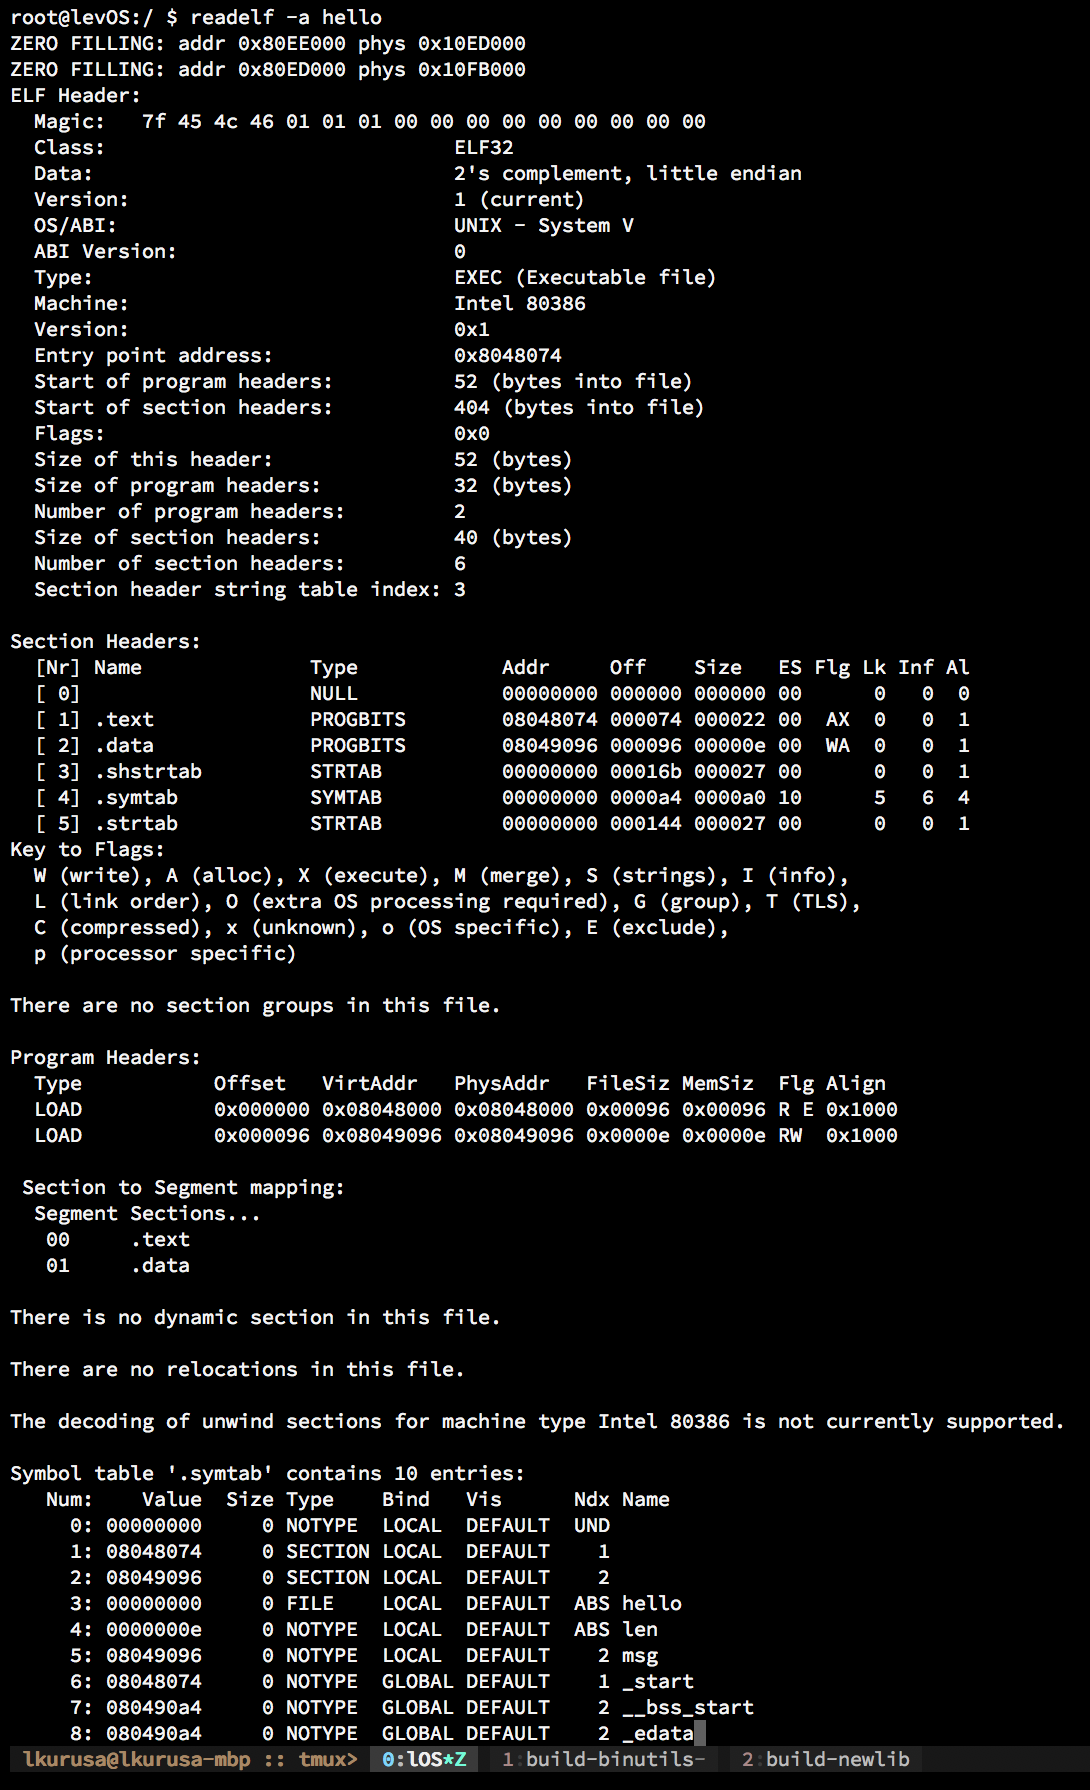 root@levOS:/ $ readelf -a hello
ZERO FILLING: addr 0x80EE000 phys 0x10ED000
ZERO FILLING: addr 0x80ED000 phys 0x10FB000
ELF Header:
  Magic:   7f 45 4c 46 01 01 01 00 00 00 00 00 00 00 00 00
  Class:                             ELF32
  Data:                              2's complement, little endian
  Version:                           1 (current)
  OS/ABI:                            UNIX - System V
  ABI Version:                       0
  Type:                              EXEC (Executable file)
  Machine:                           Intel 80386
  Version:                           0x1
  Entry point address:               0x8048074
  Start of program headers:          52 (bytes into file)
  Start of section headers:          404 (bytes into file)
  Flags:                             0x0
  Size of this header:               52 (bytes)
  Size of program headers:           32 (bytes)
  Number of program headers:         2
  Size of section headers:           40 (bytes)
  Number of section headers:         6
  Section header string table index: 3

Section Headers:
  [Nr] Name              Type            Addr     Off    Size   ES Flg Lk Inf Al
  [ 0]                   NULL            00000000 000000 000000 00      0   0  0
  [ 1] .text             PROGBITS        08048074 000074 000022 00  AX  0   0  1
  [ 2] .data             PROGBITS        08049096 000096 00000e 00  WA  0   0  1
  [ 3] .shstrtab         STRTAB          00000000 00016b 000027 00      0   0  1
  [ 4] .symtab           SYMTAB          00000000 0000a4 0000a0 10      5   6  4
  [ 5] .strtab           STRTAB          00000000 000144 000027 00      0   0  1
Key to Flags:
  W (write), A (alloc), X (execute), M (merge), S (strings), I (info),
  L (link order), O (extra OS processing required), G (group), T (TLS),
  C (compressed), x (unknown), o (OS specific), E (exclude),
  p (processor specific)

There are no section groups in this file.

Program Headers:
  Type           Offset   VirtAddr   PhysAddr   FileSiz MemSiz  Flg Align
  LOAD           0x000000 0x08048000 0x08048000 0x00096 0x00096 R E 0x1000
  LOAD           0x000096 0x08049096 0x08049096 0x0000e 0x0000e RW  0x1000

 Section to Segment mapping:
  Segment Sections...
   00     .text
   01     .data

There is no dynamic section in this file.

There are no relocations in this file.

The decoding of unwind sections for machine type Intel 80386 is not currently supported.

Symbol table '.symtab' contains 10 entries:
   Num:    Value  Size Type    Bind   Vis      Ndx Name
     0: 00000000     0 NOTYPE  LOCAL  DEFAULT  UND
     1: 08048074     0 SECTION LOCAL  DEFAULT    1
     2: 08049096     0 SECTION LOCAL  DEFAULT    2
     3: 00000000     0 FILE    LOCAL  DEFAULT  ABS hello
     4: 0000000e     0 NOTYPE  LOCAL  DEFAULT  ABS len
     5: 08049096     0 NOTYPE  LOCAL  DEFAULT    2 msg
     6: 08048074     0 NOTYPE  GLOBAL DEFAULT    1 _start
     7: 080490a4     0 NOTYPE  GLOBAL DEFAULT    2 __bss_start
     8: 080490a4     0 NOTYPE  GLOBAL DEFAULT    2 _edata
lkurusa@lkurusa-mbp :: tmux> 0:lOS*Z 1:build-binutils- 2:build-newlib